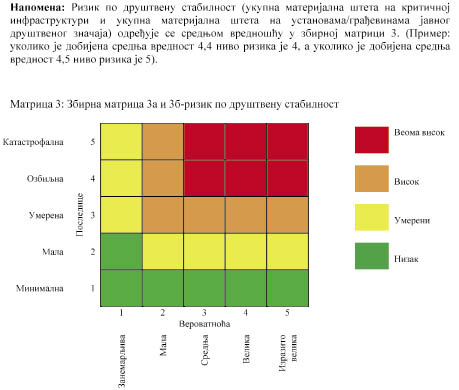 Напомена: Ризик по друштвену стабилност (укупна материјална штета на критичној
инфраструктури и укупна материјална штета на установама/грађевинама јавног
друштвеног значаја) одређује се средњом вредношћу у збирној матрици 3. (Пример:
уколико је добијена средња вредност 4,4 ниво ризика је 4, а уколико је добијена средња
вредност 4,5 ниво ризика је 5).
Матрица 3: Збирна матрица 3а и 3б-ризик по друштвену стабилност
Последице
Катастрофална 5
Озбиљна 4
Умерена 3
Мала 2
Минимална 1
1 2 3 4 5
Вероватноћа
Занемарљива
Мала
Средња
Велика
Изразито
велика
Веома висок
Висок
Умерени
Низак